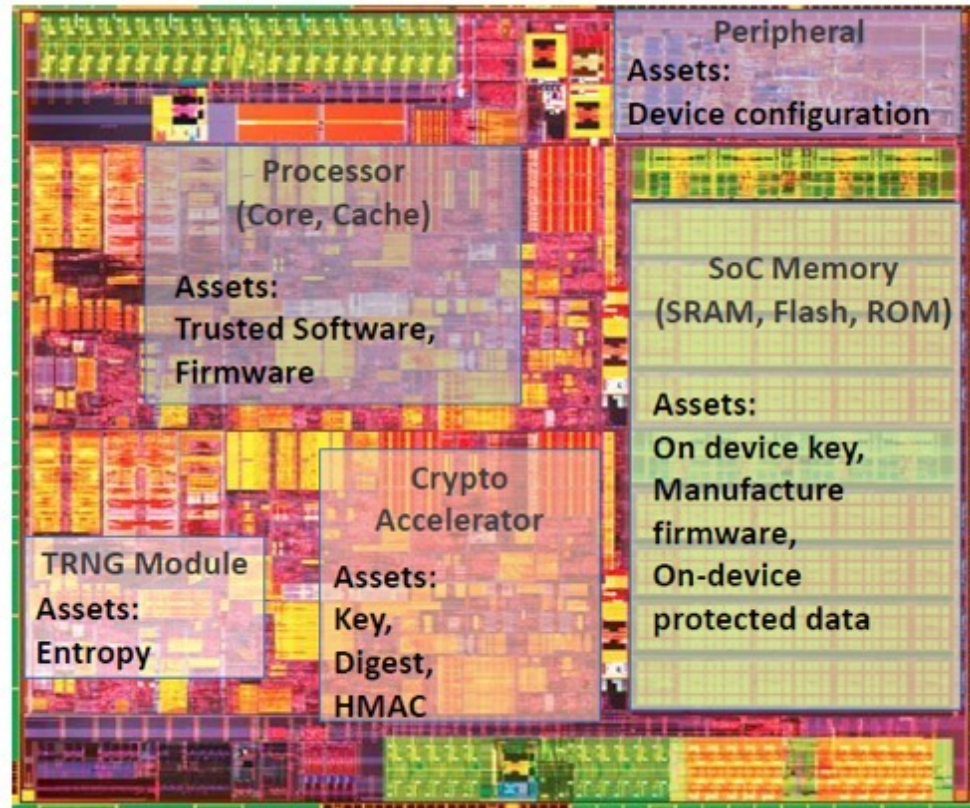 Peripheral
Assets:
Device configuration
Processor
(Core, Cache)
Assets:
Trusted Software,
Firmware
SoC Memory
(SRAM, Flash, ROM)
Assets:
On device key,
Manufacture
firmware,
On-device
protected data
Crypto
Accelerator
Assets:
Key,
Digest,
HMAC
TRNG Module
Assets:
Entropy